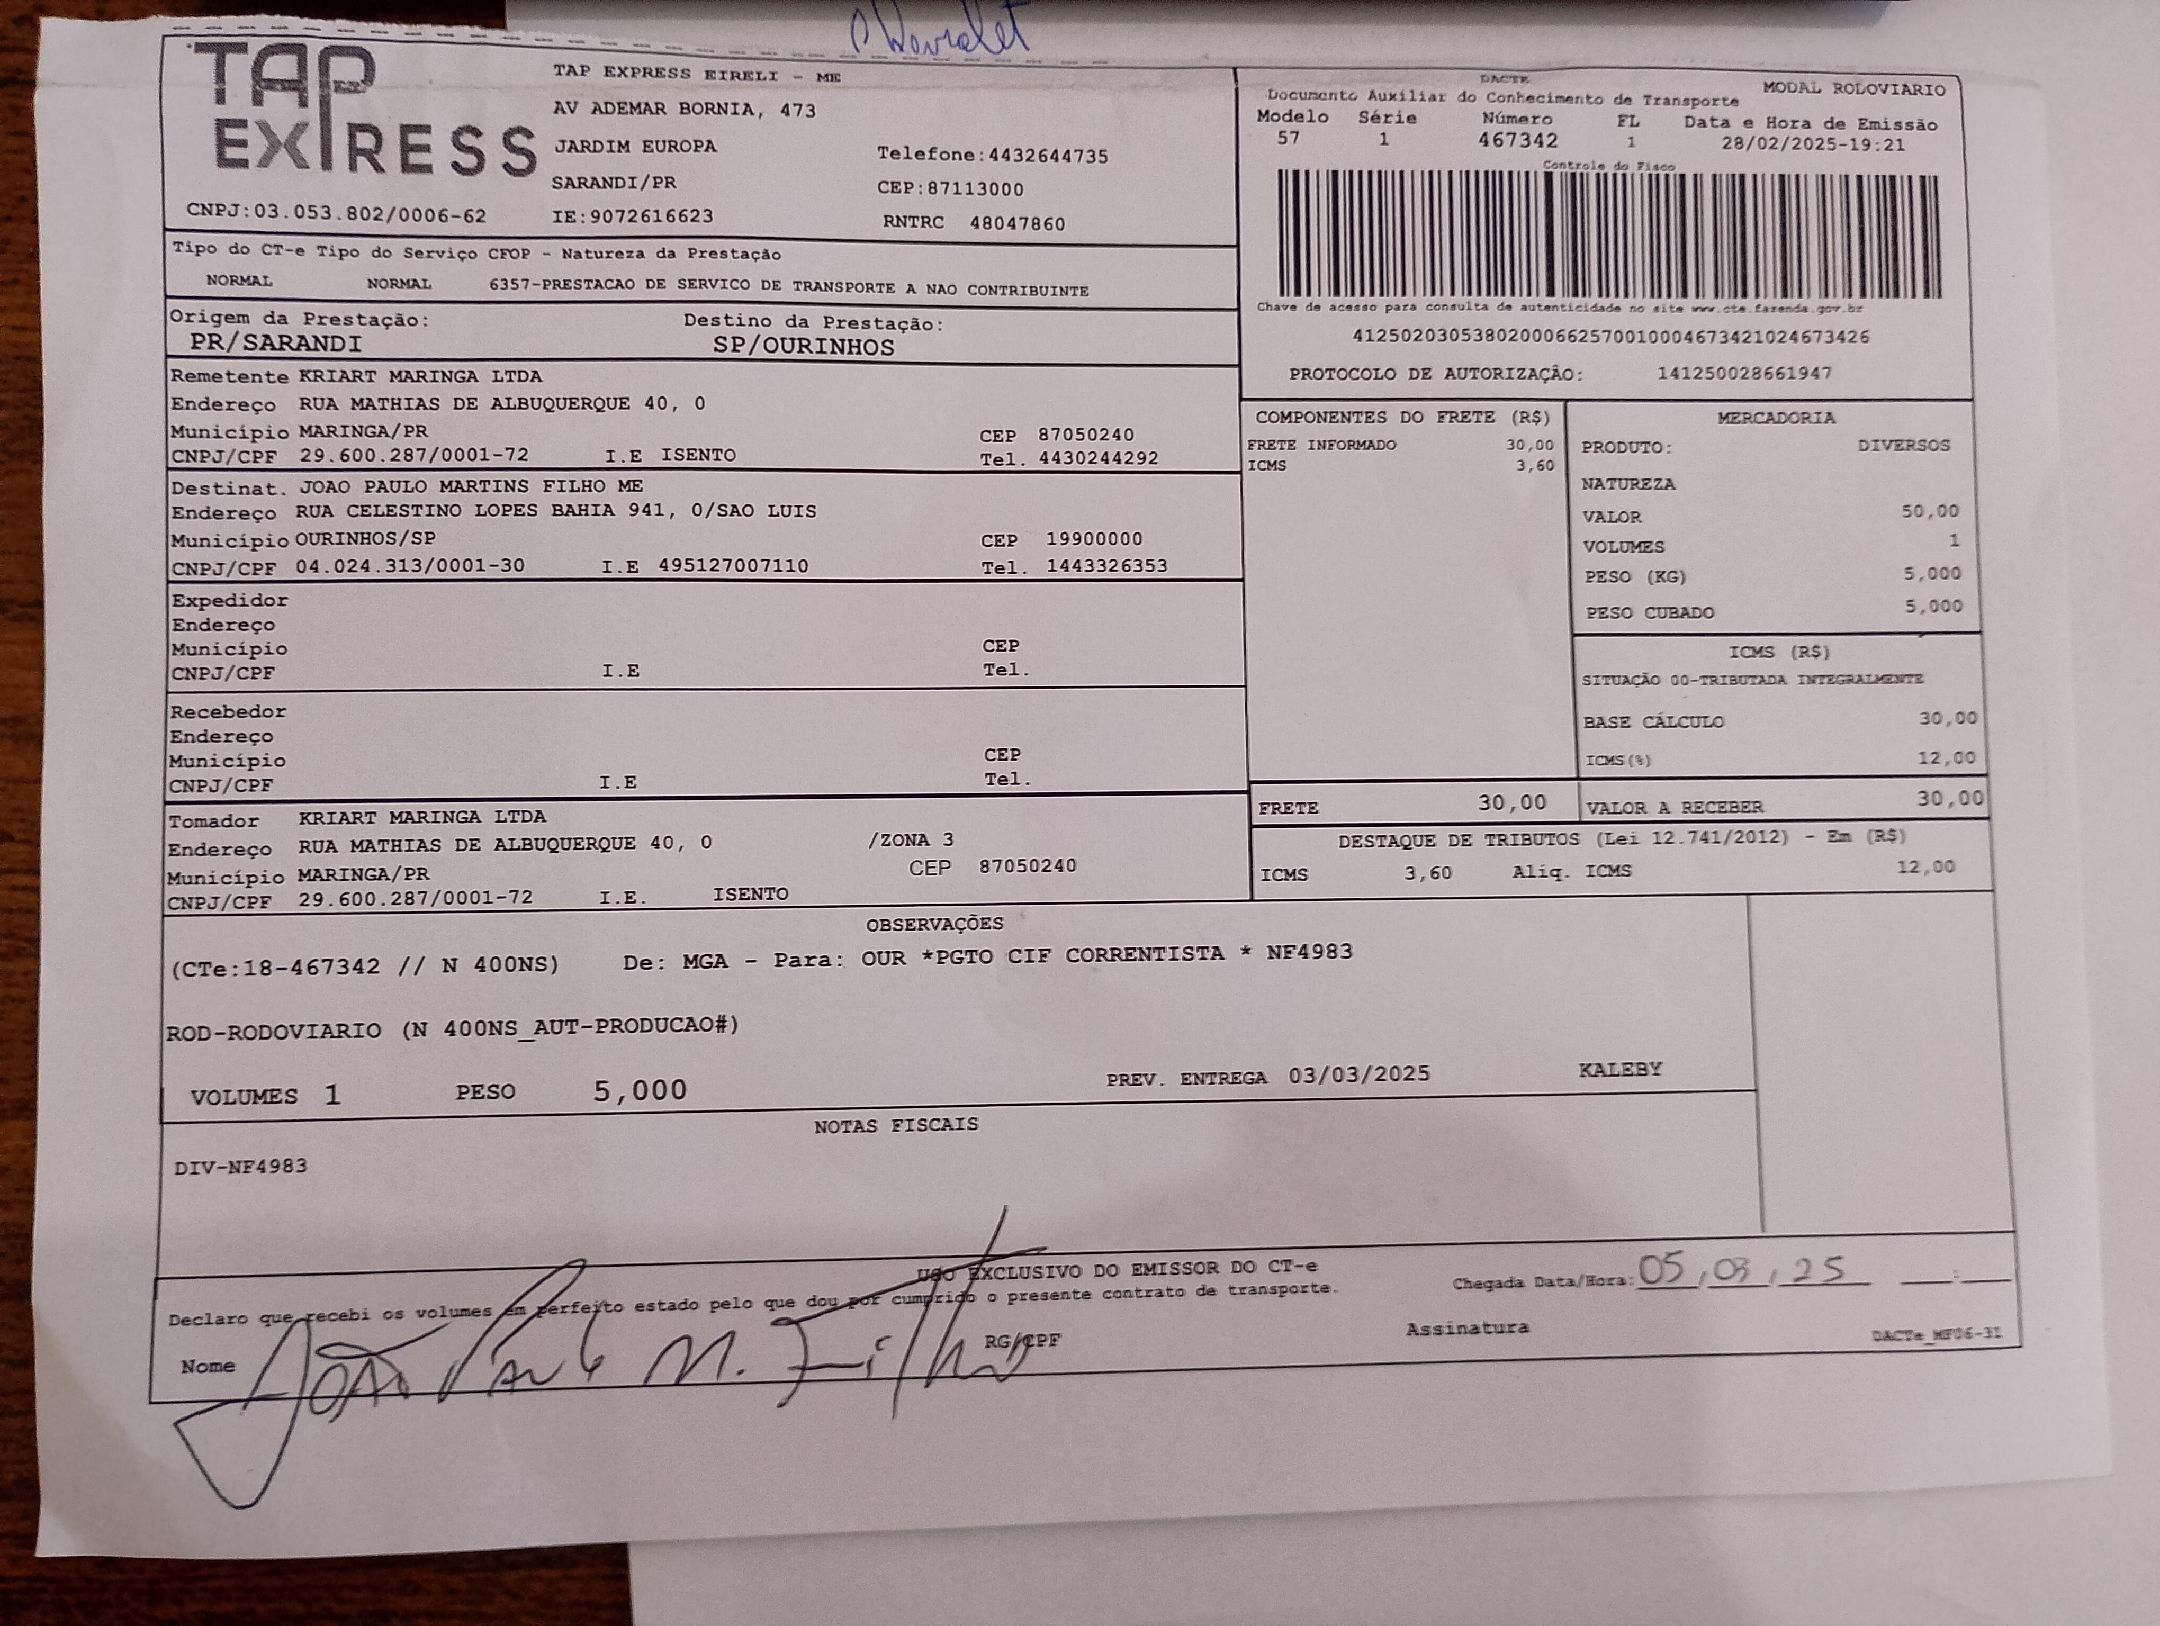 Chevrolet
TAP EXPRESS
TAP EXPRESS EIRELI - ME
AV ADEMAR BORNIA, 473
JARDIM EUROPA
Telefone:4432644735
SARANDI/PR
CEP:87113000
CNPJ:03.053.802/0006-62
IE:9072616623
RNTRC 48047860
DACTE
MODAL RODOVIARIO
Documento Auxiliar do Conhecimento de Transporte
Modelo Série Número FL Data e Hora de Emissão
57 1 467342 1 28/02/2025-19:21
Controle do Fisco
Chave de acesso para consulta de autenticidade no site www.cte.fazenda.gov.br
41250203053802000662570010004673421024673426
PROTOCOLO DE AUTORIZAÇÃO: 141250028661947
Tipo do CT-e Tipo do Serviço CFOP - Natureza da Prestação
NORMAL NORMAL 6357-PRESTACAO DE SERVICO DE TRANSPORTE A NAO CONTRIBUINTE
Origem da Prestação: Destino da Prestação:
PR/SARANDI SP/OURINHOS
Remetente KRIART MARINGA LTDA
Endereço RUA MATHIAS DE ALBUQUERQUE 40, 0
Município MARINGA/PR CEP 87050240
CNPJ/CPF 29.600.287/0001-72 I.E ISENTO Tel. 4430244292
Destinat. JOAO PAULO MARTINS FILHO ME
Endereço RUA CELESTINO LOPES BAHIA 941, 0/SAO LUIS
Município OURINHOS/SP CEP 19900000
CNPJ/CPF 04.024.313/0001-30 I.E 495127007110 Tel. 1443326353
Expedidor
Endereço
Município CEP
CNPJ/CPF I.E Tel.
Recebedor
Endereço
Município CEP
CNPJ/CPF I.E Tel.
Tomador KRIART MARINGA LTDA
Endereço RUA MATHIAS DE ALBUQUERQUE 40, 0 /ZONA 3
Município MARINGA/PR CEP 87050240
CNPJ/CPF 29.600.287/0001-72 I.E. ISENTO
COMPONENTES DO FRETE (R$)
FRETE INFORMADO 30,00
ICMS 3,60
MERCADORIA
PRODUTO: DIVERSOS
NATUREZA
VALOR 50,00
VOLUMES 1
PESO (KG) 5,000
PESO CUBADO 5,000
ICMS (R$)
SITUAÇÃO 00-TRIBUTADA INTEGRALMENTE
BASE CÁLCULO 30,00
ICMS(%) 12,00
FRETE 30,00 VALOR A RECEBER 30,00
DESTAQUE DE TRIBUTOS (Lei 12.741/2012) - Em (R$)
ICMS 3,60 Aliq. ICMS 12,00
OBSERVAÇÕES
(CTe:18-467342 // N 400NS) De: MGA - Para: OUR *PGTO CIF CORRENTISTA * NF4983
ROD-RODOVIARIO (N 400NS_AUT-PRODUCAO#)
VOLUMES 1 PESO 5,000 PREV. ENTREGA 03/03/2025 KALEBY
NOTAS FISCAIS
DIV-NF4983
USO EXCLUSIVO DO EMISSOR DO CT-e
Declaro que recebi os volumes em perfeito estado pelo que dou por cumprido o presente contrato de transporte.
Chegada Data/Hora: 05,03,25 __:__
Nome João Paulo M. Filho RG/CPF Assinatura DACTe_MF06-31